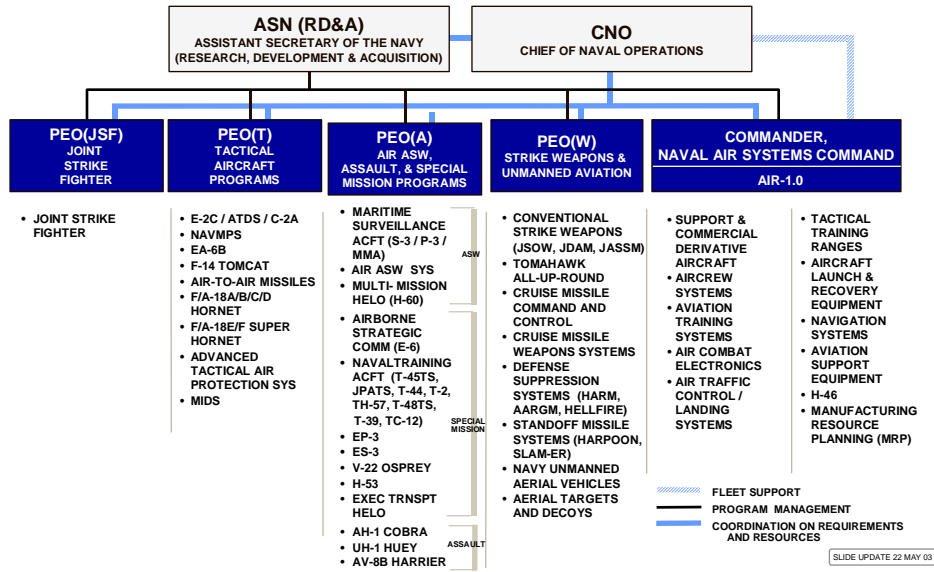 ASN (RD&A)
ASSISTANT SECRETARY OF THE NAVY
(RESEARCH, DEVELOPMENT & ACQUISITION)
CNO
CHIEF OF NAVAL OPERATIONS
PEO(JSF)
JOINT
STRIKE
FIGHTER
PEO(T)
TACTICAL
AIRCRAFT
PROGRAMS
PEO(A)
AIR ASW,
ASSAULT, & SPECIAL
MISSION PROGRAMS
PEO(W)
STRIKE WEAPONS &
UNMANNED AVIATION
COMMANDER,
NAVAL AIR SYSTEMS COMMAND
AIR-1.0
• JOINT STRIKE
FIGHTER
• E-2C / ATDS / C-2A
• NAVMPS
• EA-6B
• F-14 TOMCAT
• AIR-TO-AIR MISSILES
• F/A-18A/B/C/D
HORNET
• F/A-18E/F SUPER
HORNET
• ADVANCED
TACTICAL AIR
PROTECTION SYS
• MIDS
• MARITIME
SURVEILLANCE
ACFT (S-3 / P-3 /
MMA)
• AIR ASW SYS
• MULTI- MISSION
HELO (H-60)
ASW
• AIRBORNE
STRATEGIC
COMM (E-6)
• NAVALTRAINING
ACFT (T-45TS,
JPATS, T-44, T-2,
TH-57, T-48TS,
T-39, TC-12)
• EP-3
• ES-3
• V-22 OSPREY
• H-53
• EXEC TRNSPT
HELO
SPECIAL
MISSION
• AH-1 COBRA
• UH-1 HUEY
• AV-8B HARRIER
ASSAULT
• CONVENTIONAL
STRIKE WEAPONS
(JSOW, JDAM, JASSM)
• TOMAHAWK
ALL-UP-ROUND
• CRUISE MISSILE
COMMAND AND
CONTROL
• CRUISE MISSILE
WEAPONS SYSTEMS
• DEFENSE
SUPPRESSION
SYSTEMS (HARM,
AARGM, HELLFIRE)
• STANDOFF MISSILE
SYSTEMS (HARPOON,
SLAM-ER)
• NAVY UNMANNED
AERIAL VEHICLES
• AERIAL TARGETS
AND DECOYS
• SUPPORT &
COMMERCIAL
DERIVATIVE
AIRCRAFT
• AIRCREW
SYSTEMS
• AVIATION
TRAINING
SYSTEMS
• AIR COMBAT
ELECTRONICS
• AIR TRAFFIC
CONTROL /
LANDING
SYSTEMS
• TACTICAL
TRAINING
RANGES
• AIRCRAFT
LAUNCH &
RECOVERY
EQUIPMENT
• NAVIGATION
SYSTEMS
• AVIATION
SUPPORT
EQUIPMENT
• H-46
• MANUFACTURING
RESOURCE
PLANNING (MRP)
FLEET SUPPORT
PROGRAM MANAGEMENT
COORDINATION ON REQUIREMENTS
AND RESOURCES
SLIDE UPDATE 22 MAY 03